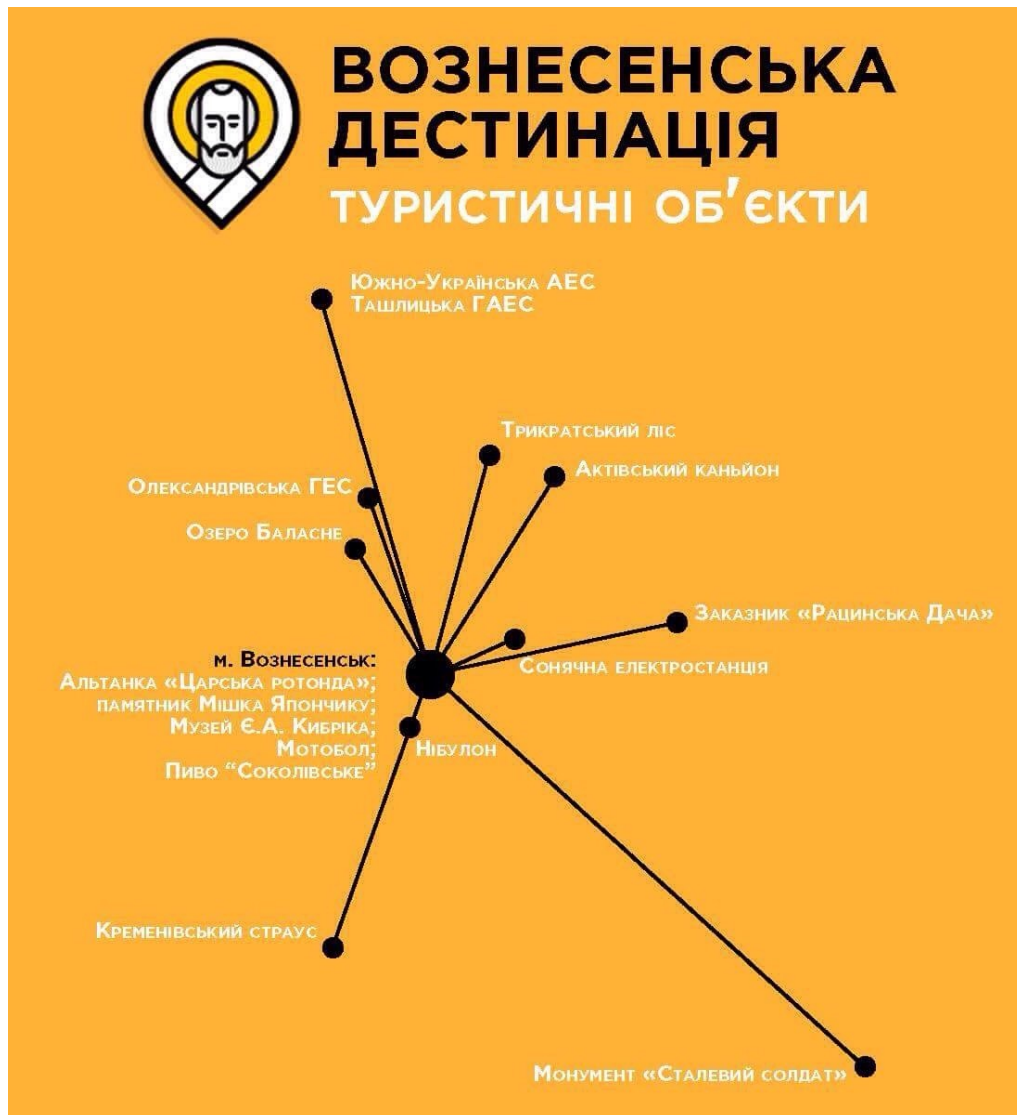 ВОЗНЕСЕНСЬКА
ДЕСТИНАЦІЯ
ТУРИСТИЧНІ ОБ'ЄКТИ
Южно-Українська АЕС
Ташлицька ГАЕС
Трикратський ліс
Актівський каньйон
Олександрівська ГЕС
Озеро Баласне
Заказник «Рацинська Дача»
Сонячна електростанція
м. Вознесенськ:
Альтанка «Царська ротонда»;
памятник Мішка Япончику;
Музей Є.А. Кибріка;
Мотобол;
Пиво “Соколівське”
Нібулон
Кременівський страус
Монумент «Сталевий солдат»